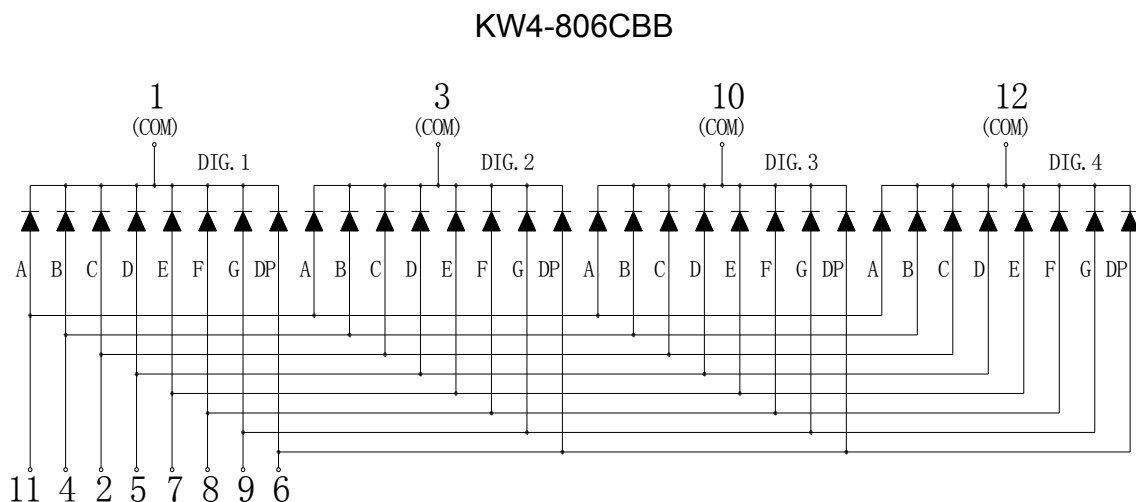 KW4-806CBB
1 3 10 12
(COM) (COM) (COM) (COM)
DIG.1 DIG.2 DIG.3 DIG.4
A B C D E F G DP A B C D E F G DP A B C D E F G DP A B C D E F G DP
11 4 2 5 7 8 9 6